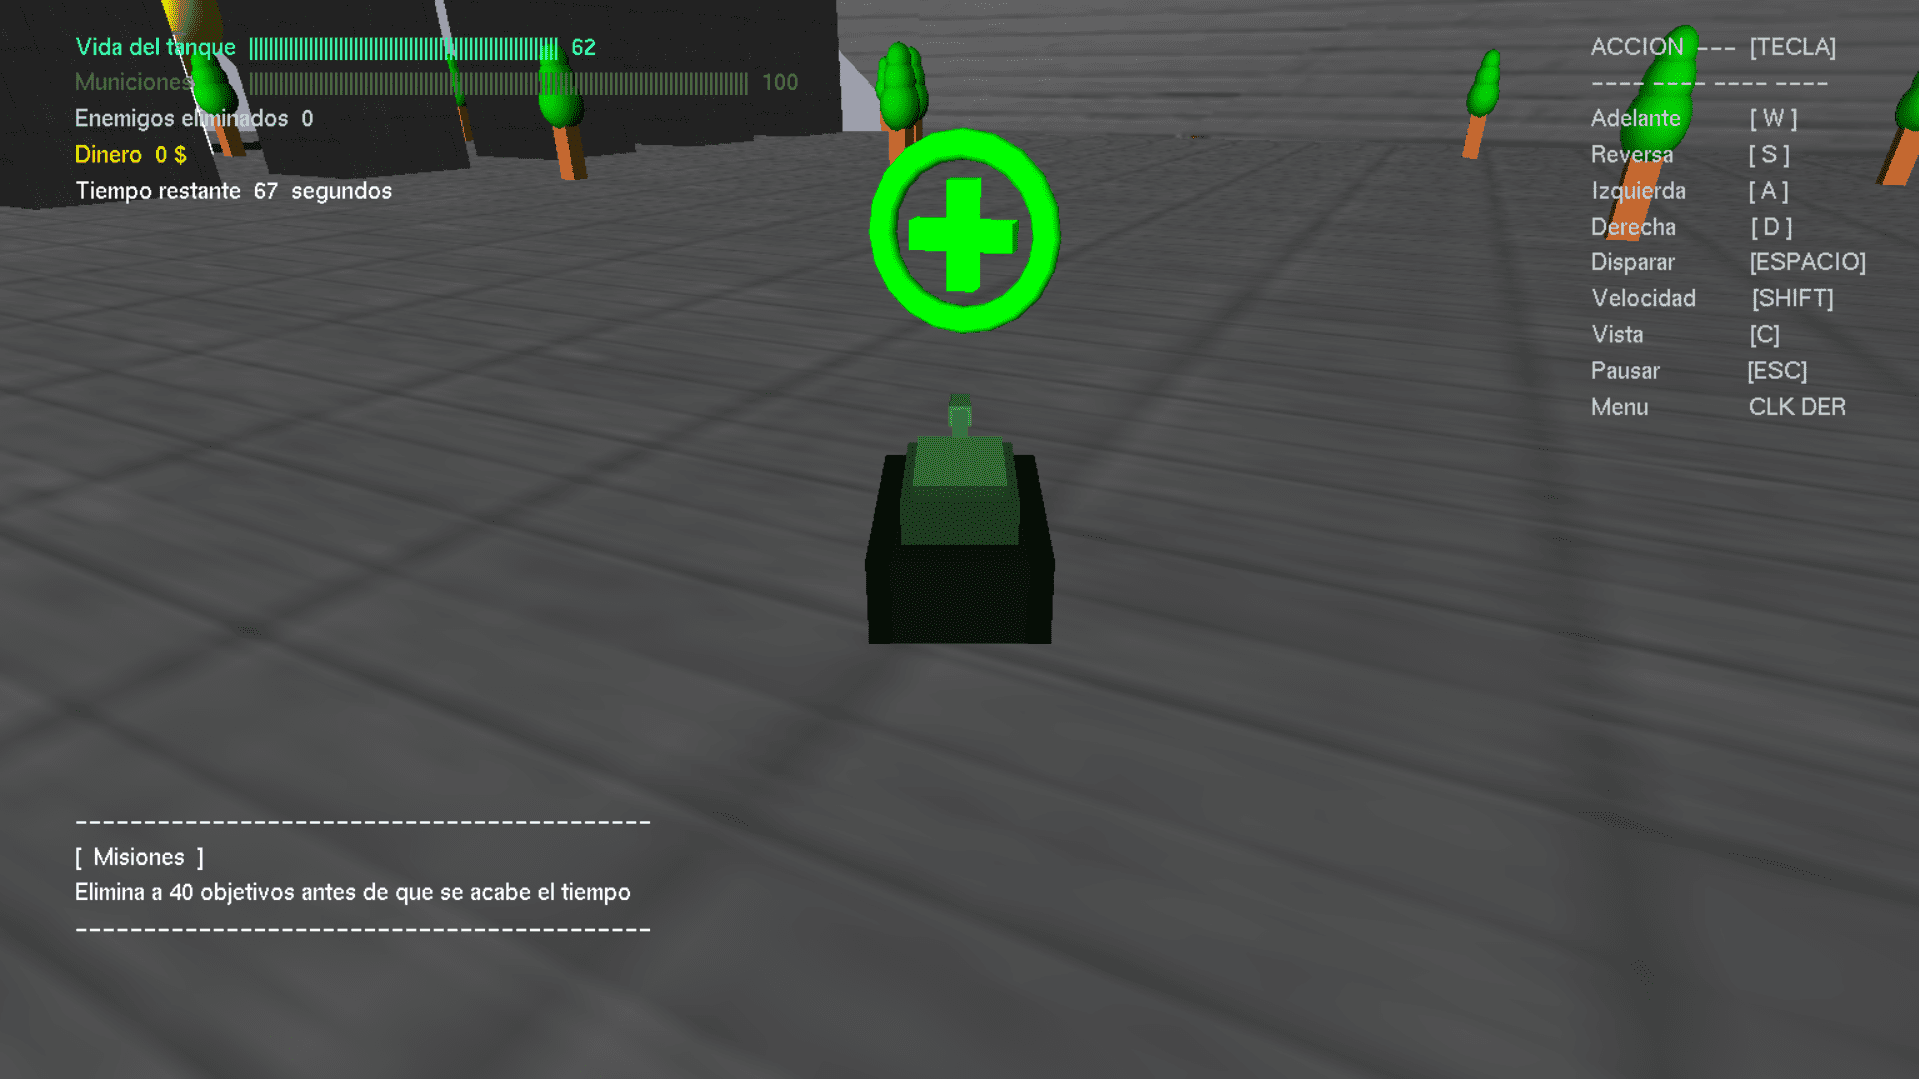 Vida del tanque 62
Municiones 100
Enemigos eliminados 0
Dinero 0 $
Tiempo restante 67 segundos
ACCION --- [TECLA]
---- ---- ---- ----
Adelante [ W ]
Reversa [ S ]
Izquierda [ A ]
Derecha [ D ]
Disparar [ESPACIO]
Velocidad [SHIFT]
Vista [C]
Pausar [ESC]
Menu CLK DER
------------------------------------------
[ Misiones ]
Elimina a 40 objetivos antes de que se acabe el tiempo
------------------------------------------